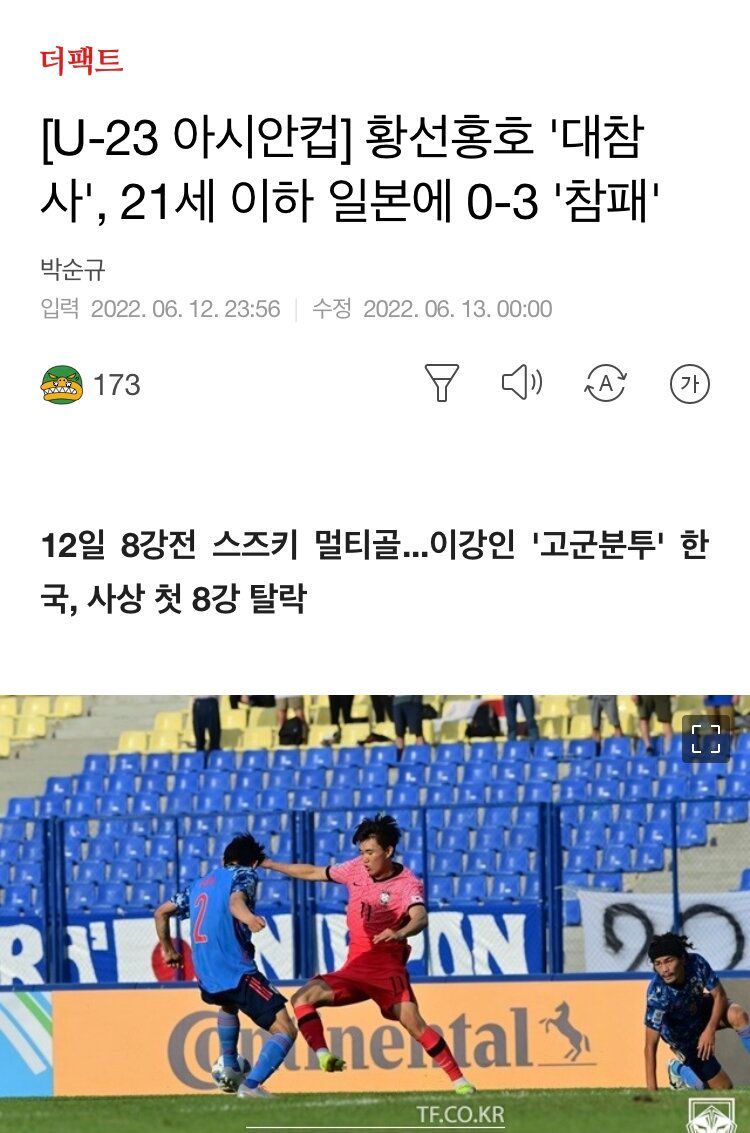 더팩트
[U-23 아시안컵] 황선홍호 '대참
사', 21세 이하 일본에 0-3 '참패'
박순규
입력 2022. 06. 12. 23:56 | 수정 2022. 06. 13. 00:00
173
A
가
12일 8강전 스즈키 멀티골...이강인 '고군분투' 한
국, 사상 첫 8강 탈락
2
11
Continental
TF.CO.KR